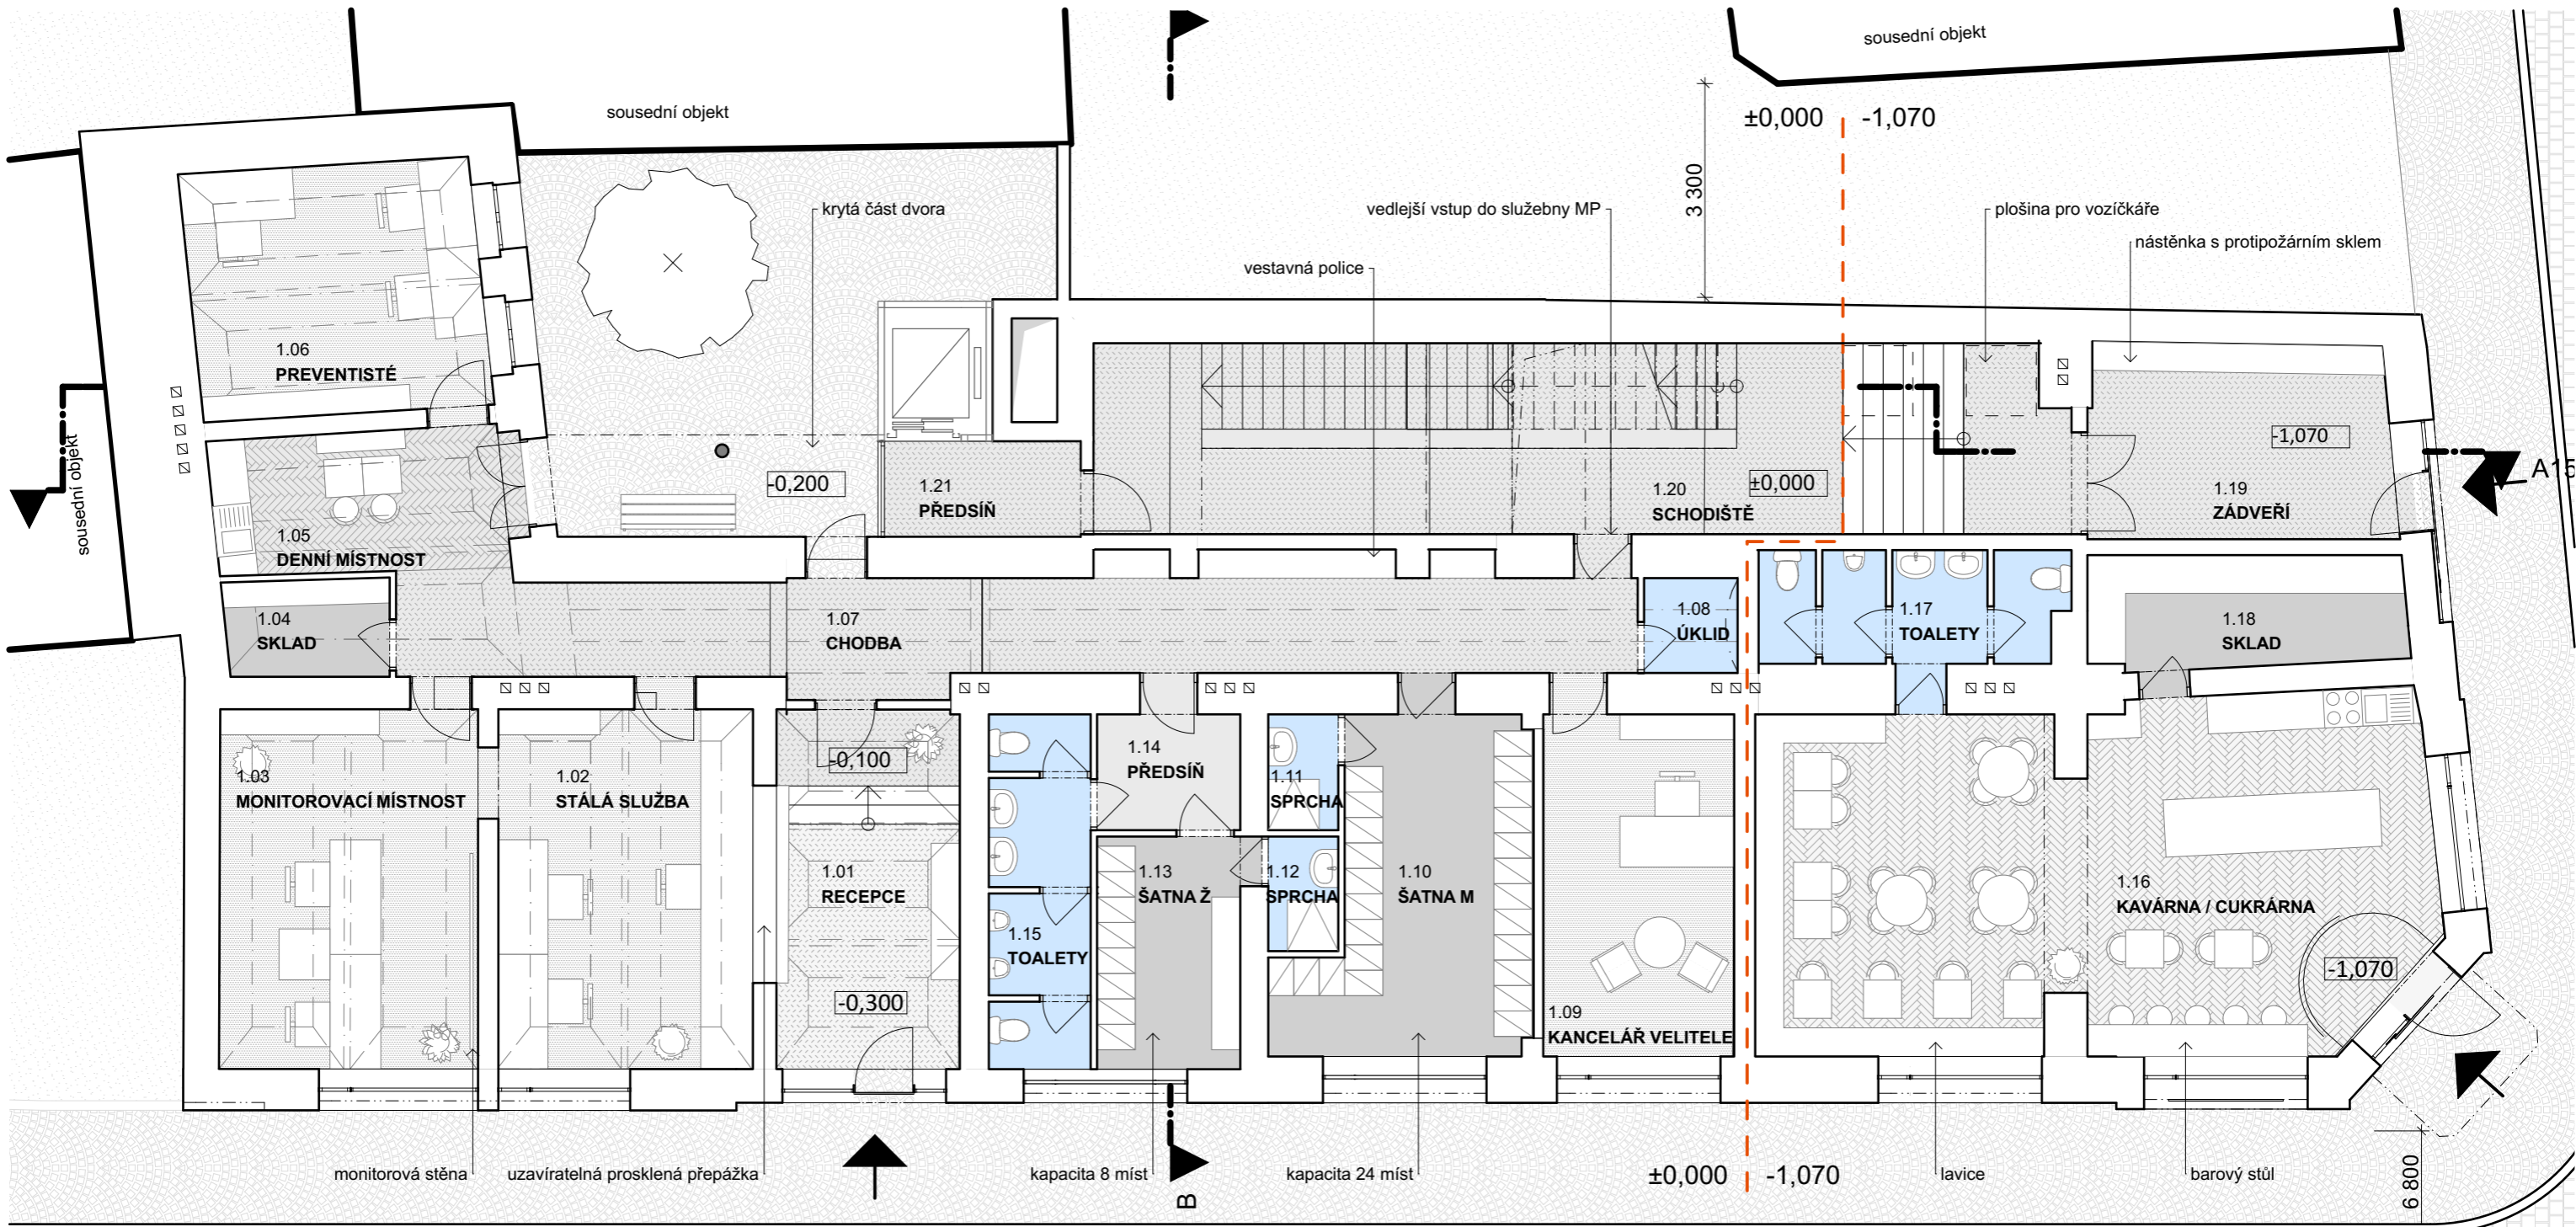 sousední objekt
sousední objekt
±0,000
-1,070
3 300
krytá část dvora
vedlejší vstup do služebny MP
plošina pro vozíčkáře
nástěnka s protipožárním sklem
vestavná police
sousední objekt
1.06
PREVENTISTÉ
-1,070
-0,200
1.21
PŘEDSÍŇ
1.20
SCHODIŠTĚ
±0,000
1.19
ZÁDVEŘÍ
1.05
DENNÍ MÍSTNOST
1.04
SKLAD
1.07
CHODBA
1.08
ÚKLID
1.17
TOALETY
1.18
SKLAD
-0,100
1.14
PŘEDSÍŇ
1.03
MONITOROVACÍ MÍSTNOST
1.02
STÁLÁ SLUŽBA
1.11
SPRCHA
1.01
RECEPCE
1.13
ŠATNA Ž
1.12
SPRCHA
1.10
ŠATNA M
1.16
KAVÁRNA / CUKRÁRNA
1.15
TOALETY
-0,300
-1,070
1.09
KANCELÁŘ VELITELE
monitorová stěna
uzavíratelná prosklená přepážka
kapacita 8 míst
B
kapacita 24 míst
±0,000
-1,070
lavice
barový stůl
6 800